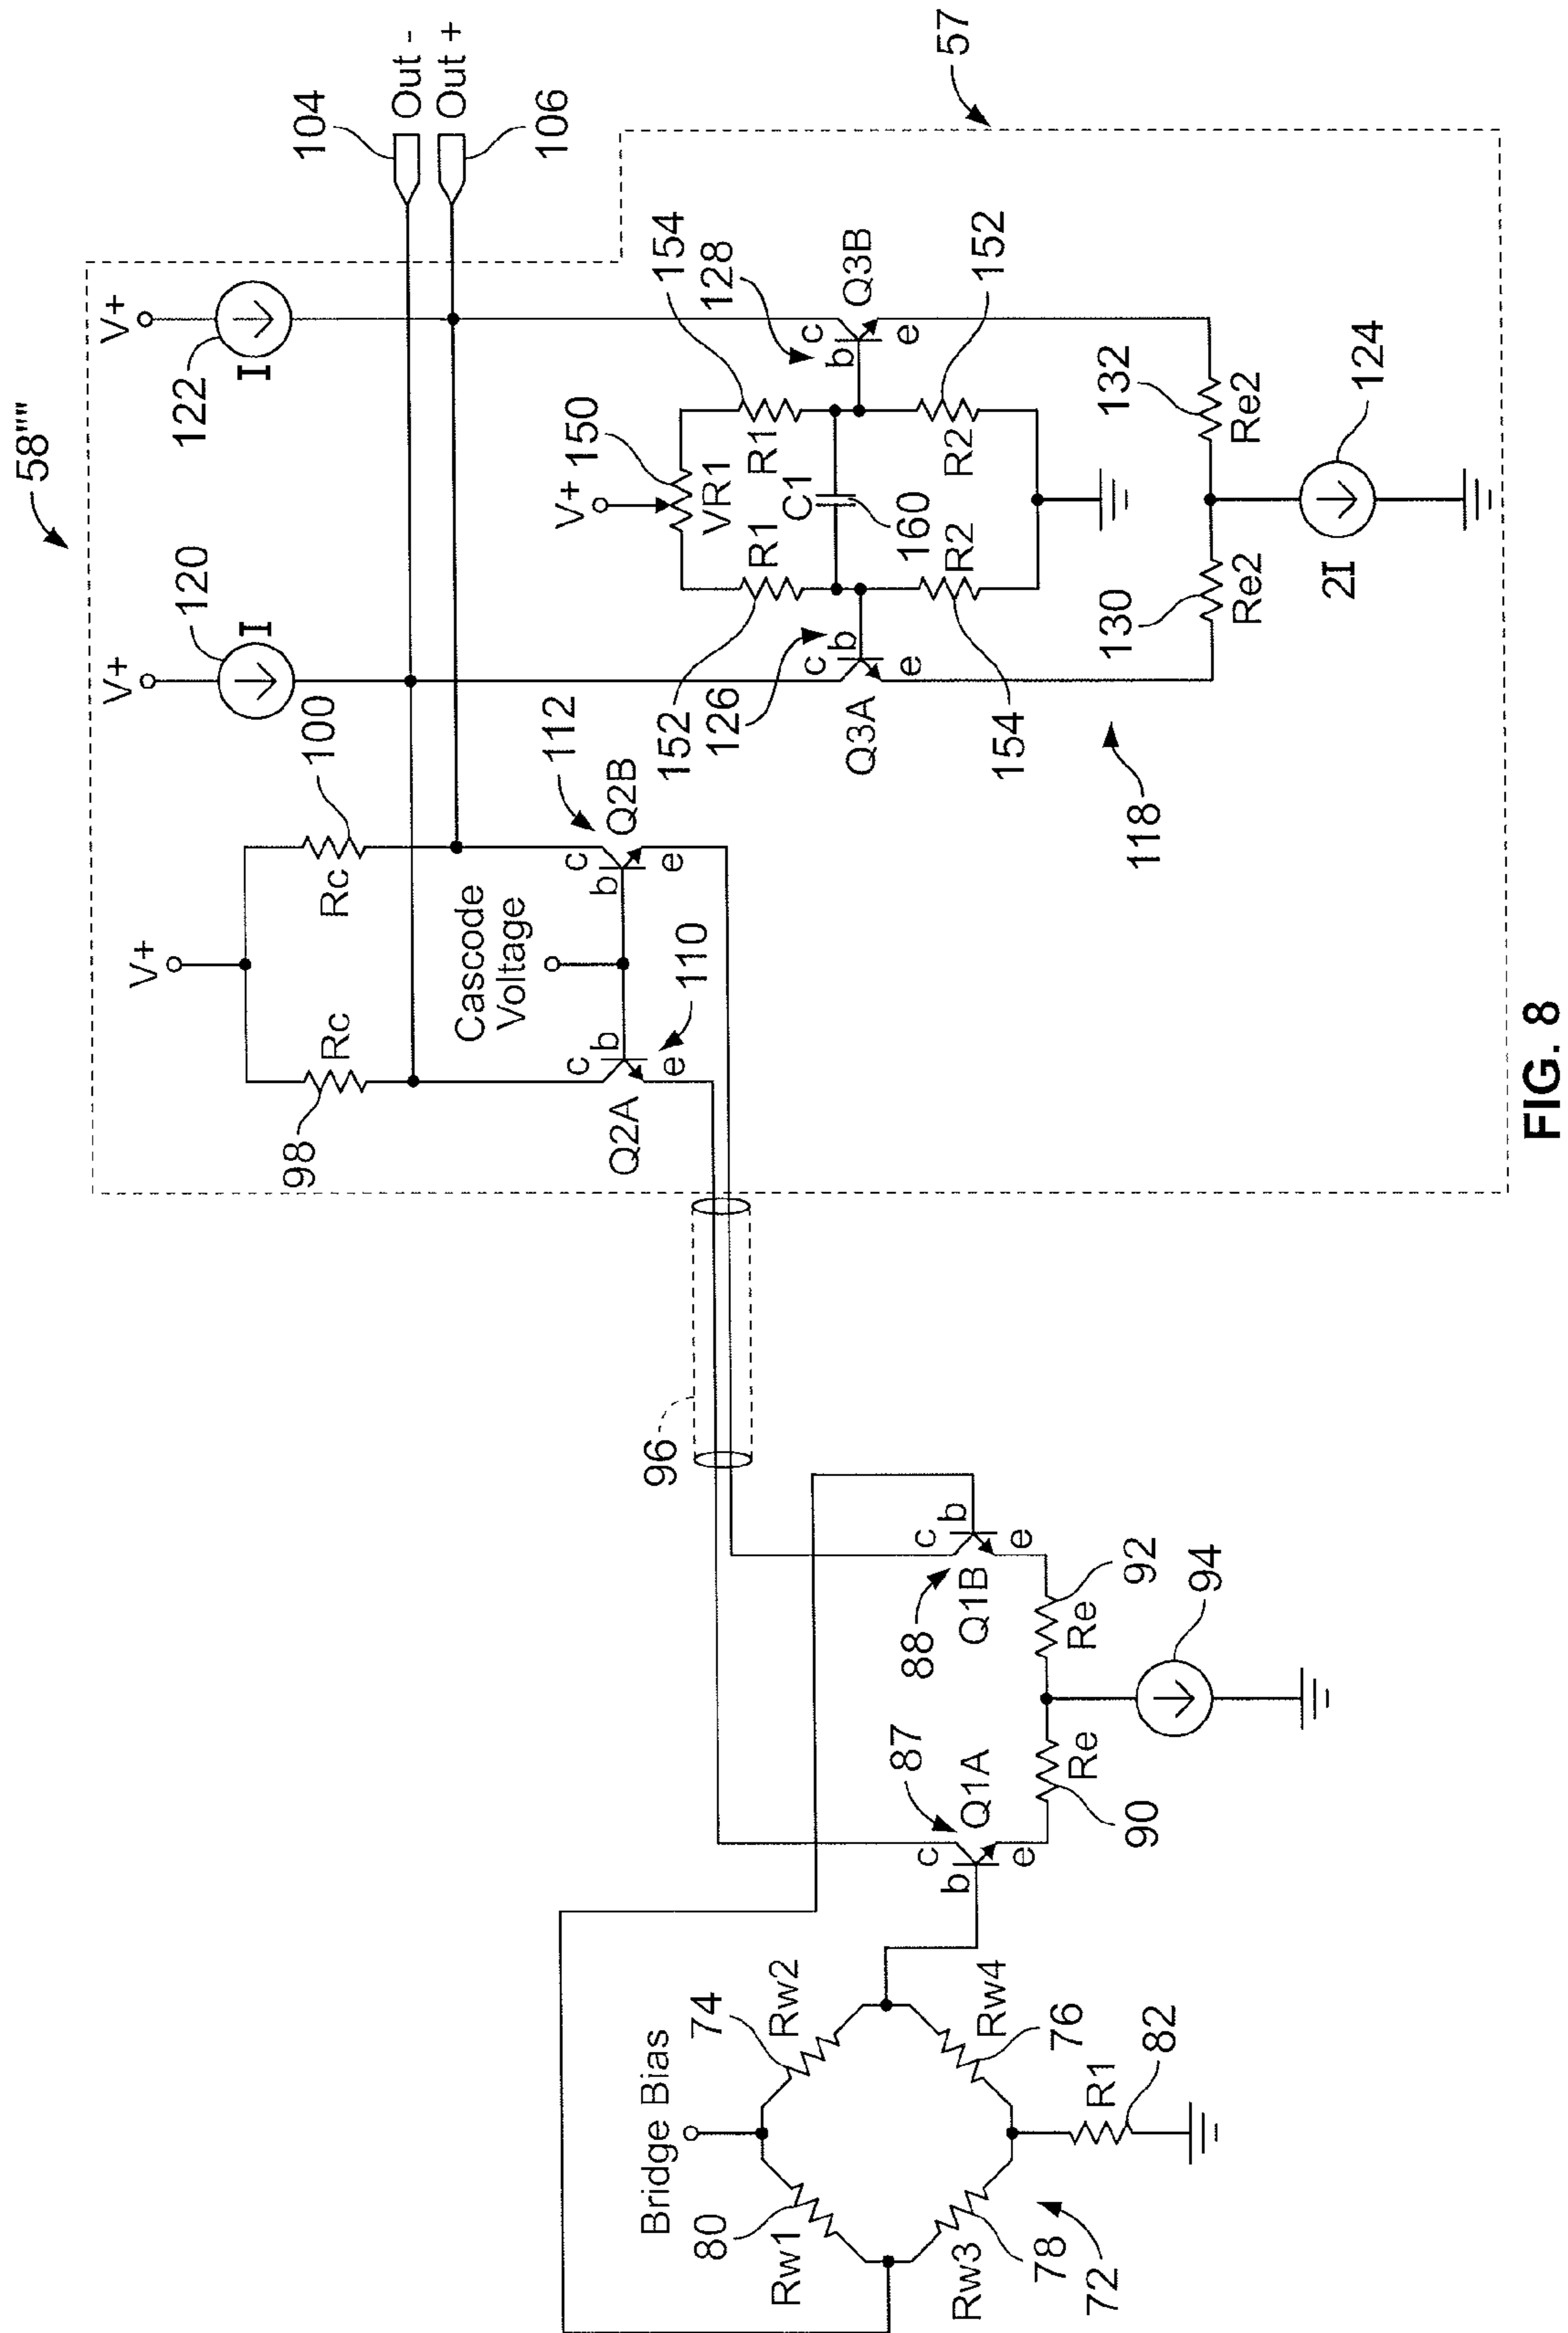 58'''''
V+
120
I
V+
122
I
104
Out -
Out +
106
57
V+
100
98
Rc
Rc
Cascode
Voltage
112
c
b
e
Q2B
c
b
e
Q2A
110
V+
150
VR1
154
R1
R1
152
C1
160
128
c
b
e
Q3B
126
c
b
e
Q3A
R2
152
R2
154
118
130
Re2
132
Re2
2I
124
96
Bridge Bias
74
Rw2
80
Rw1
Rw4
76
Rw3
78
72
R1
82
87
c
b
e
Q1A
88
c
b
e
Q1B
Re
90
Re
92
94
FIG. 8